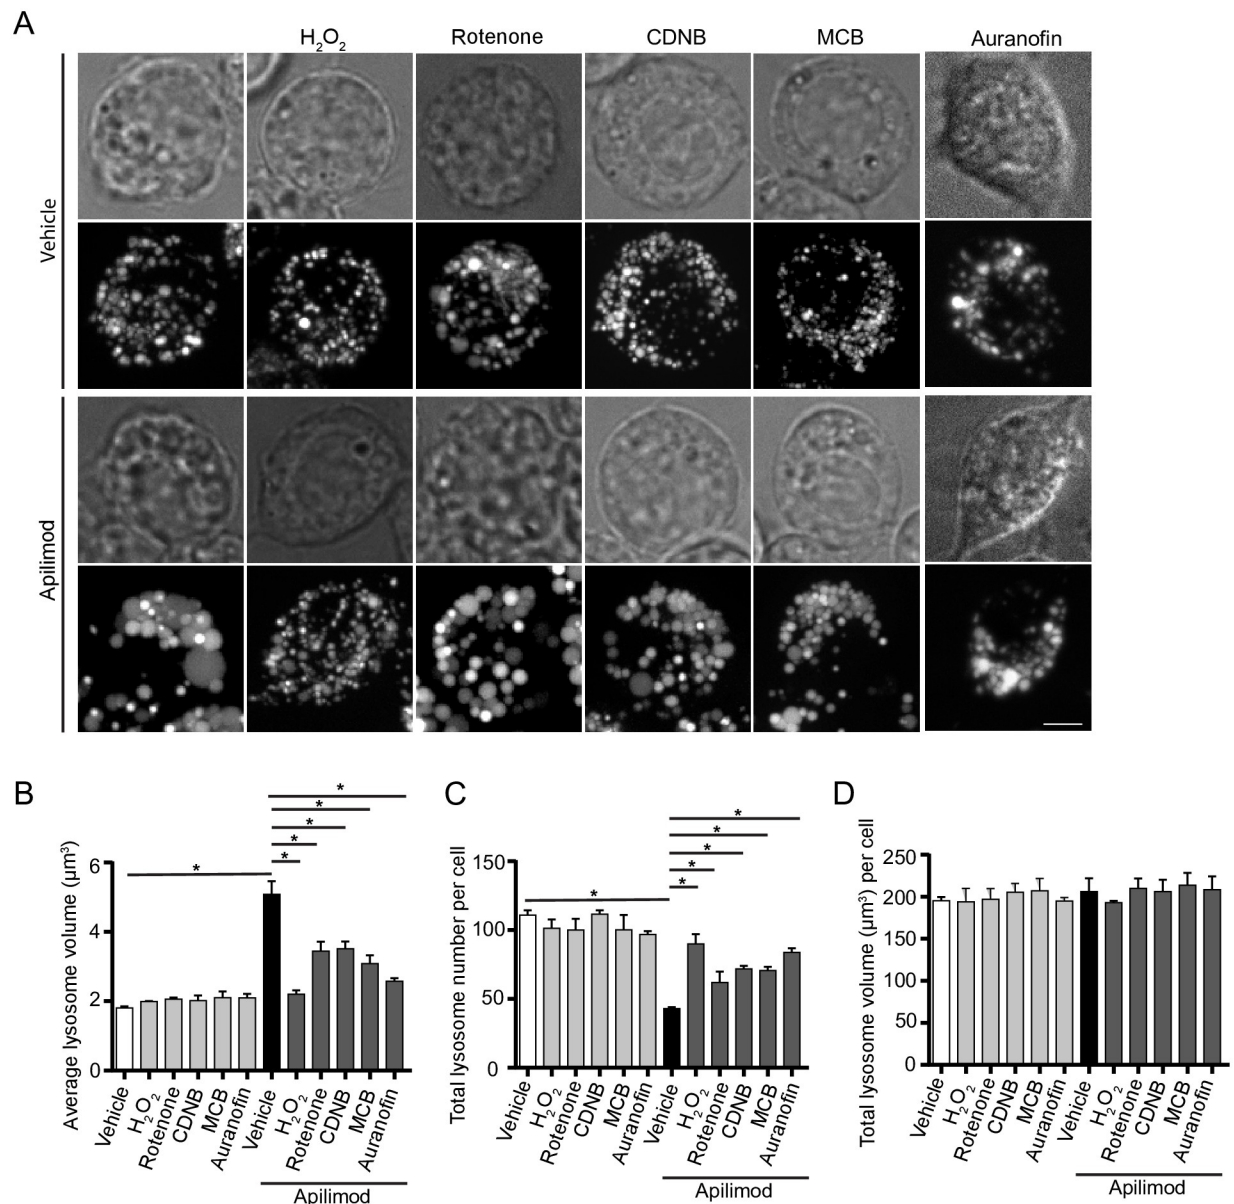 A
H₂O₂ Rotenone CDNB MCB Auranofin
Vehicle
Apilimod
B
Average lysosome volume (µm³)
6
4
2
0
*
*
*
*
*
*
Vehicle
H₂O₂
Rotenone
CDNB
MCB
Auranofin
Vehicle
H₂O₂
Rotenone
CDNB
MCB
Auranofin
Apilimod
C
Total lysosome number per cell
150
100
50
0
*
*
*
*
*
*
Vehicle
H₂O₂
Rotenone
CDNB
MCB
Auranofin
Vehicle
H₂O₂
Rotenone
CDNB
MCB
Auranofin
Apilimod
D
Total lysosome volume (µm³) per cell
250
200
150
100
50
0
Vehicle
H₂O₂
Rotenone
CDNB
MCB
Auranofin
Vehicle
H₂O₂
Rotenone
CDNB
MCB
Auranofin
Apilimod